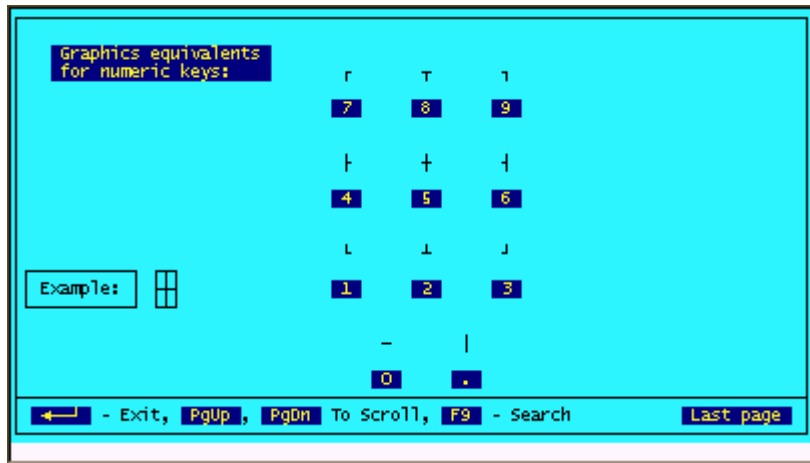 Graphics equivalents
for numeric keys:
┌ ┬ ┐
7 8 9
├ ┼ ┤
4 5 6
└ ┴ ┘
Example:
1 2 3
─ │
0 .
- Exit, PgUp, PgDn To Scroll, F9 - Search Last page